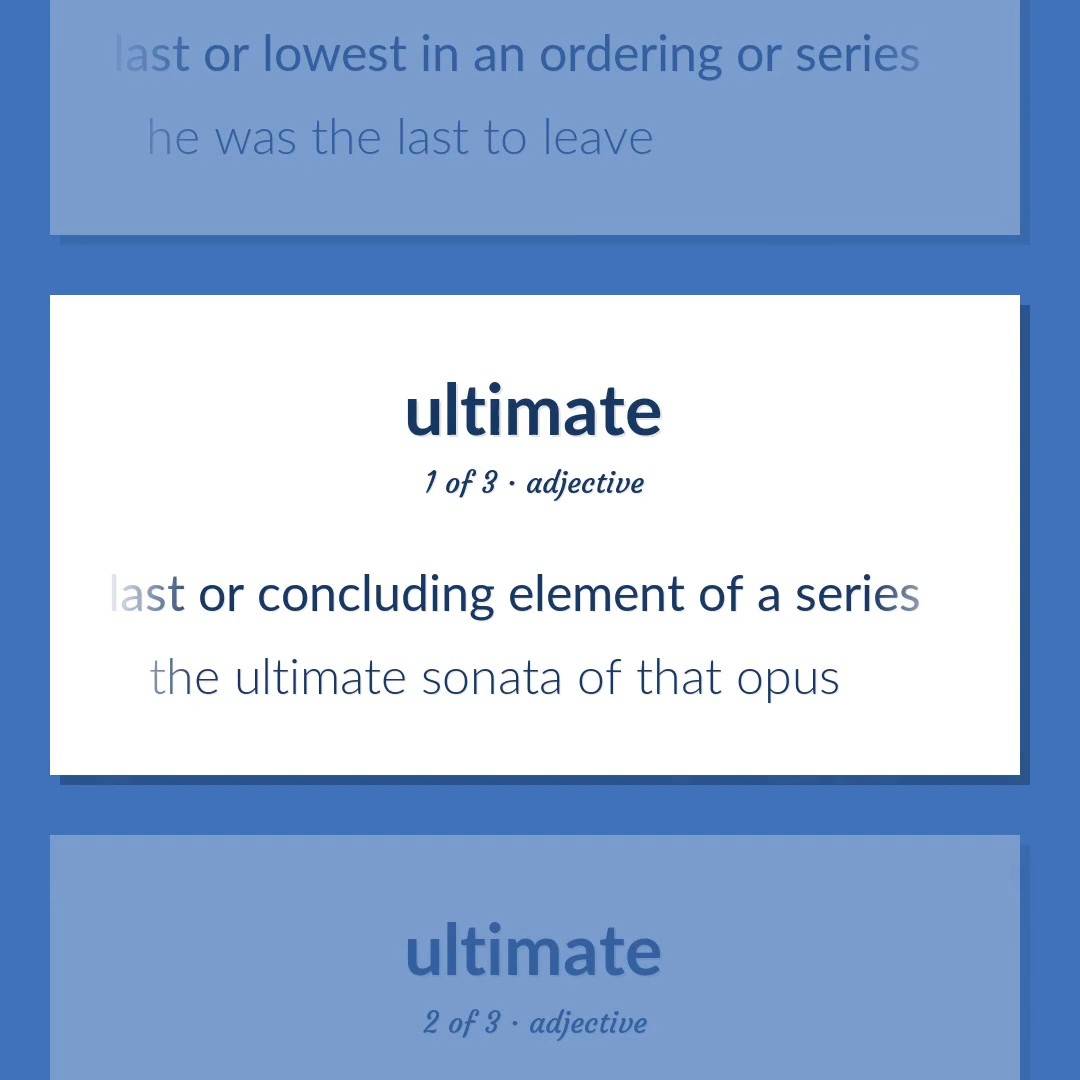 last or lowest in an ordering or series
he was the last to leave
ultimate
1 of 3 · adjective
last or concluding element of a series
the ultimate sonata of that opus
ultimate
2 of 3 · adjective